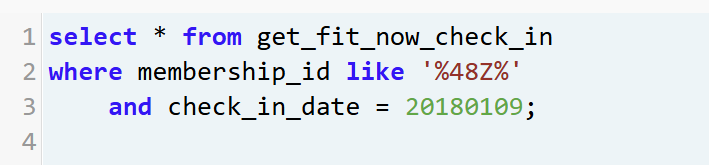 1 select * from get_fit_now_check_in
2 where membership_id like '%48Z%'
3     and check_in_date = 20180109;
4